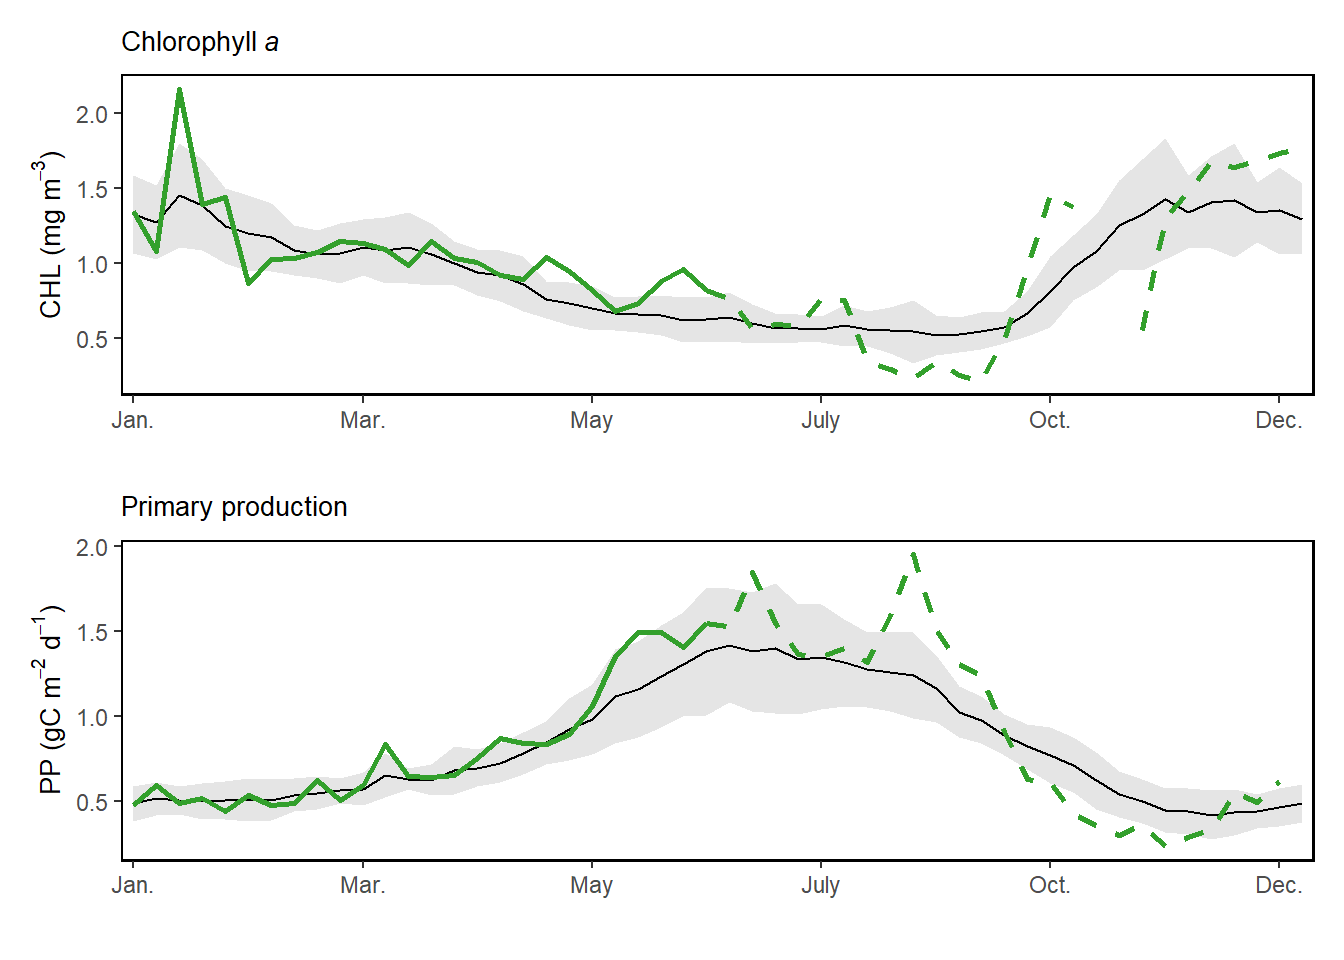 Chlorophyll a
CHL (mg m⁻³)
2.0
1.5
1.0
0.5
Jan. Mar. May July Oct. Dec.
Primary production
PP (gC m⁻² d⁻¹)
2.0
1.5
1.0
0.5
Jan. Mar. May July Oct. Dec.